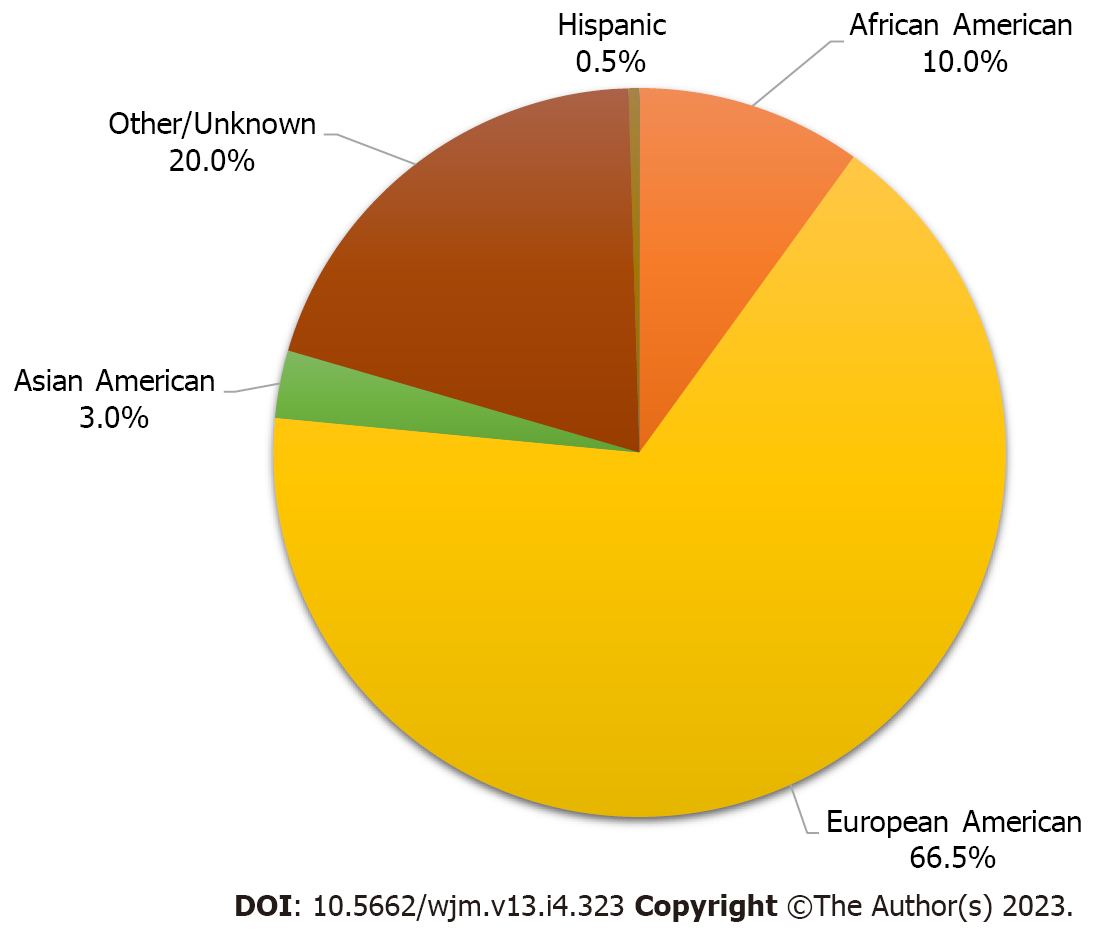 Hispanic
0.5%
African American
10.0%
Other/Unknown
20.0%
Asian American
3.0%
European American
66.5%
DOI: 10.5662/wjm.v13.i4.323 Copyright ©The Author(s) 2023.